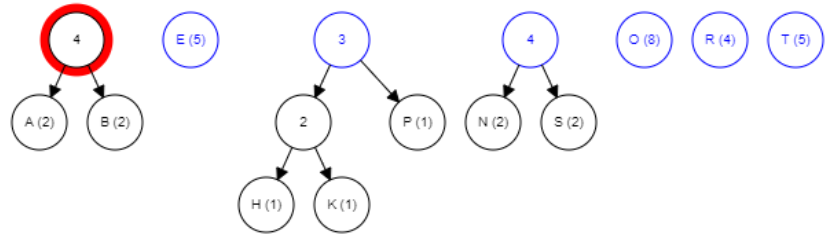 4 E (5) 3 4 O (8) R (4) T (5)
A (2) B (2) 2 P (1) N (2) S (2)
H (1) K (1)